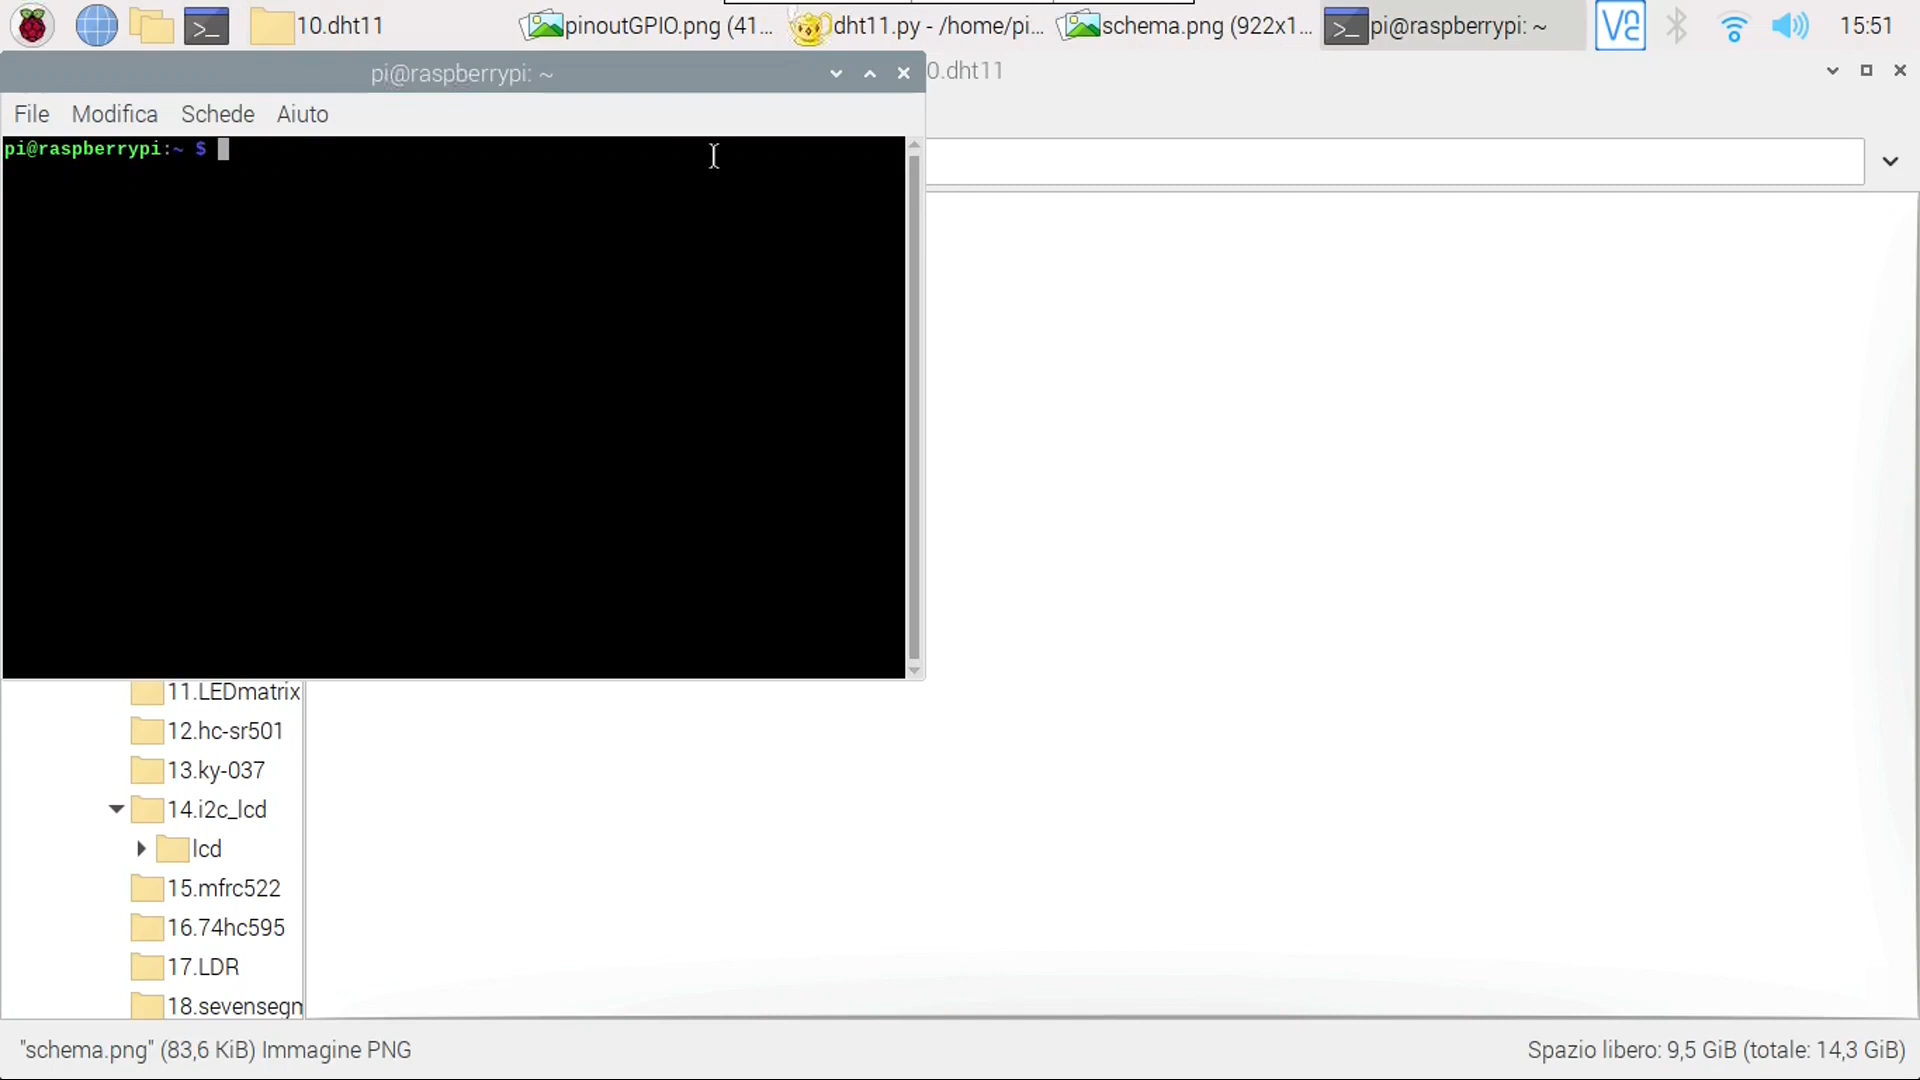 10.dht11
pinoutGPIO.png (41...
dht11.py - /home/pi...
schema.png (922x1...
pi@raspberrypi: ~
15:51
pi@raspberrypi: ~
0.dht11
File Modifica Schede Aiuto
pi@raspberrypi:~ $
11.LEDmatrix
12.hc-sr501
13.ky-037
14.i2c_lcd
lcd
15.mfrc522
16.74hc595
17.LDR
18.sevensegm
"schema.png" (83,6 KiB) Immagine PNG
Spazio libero: 9,5 GiB (totale: 14,3 GiB)